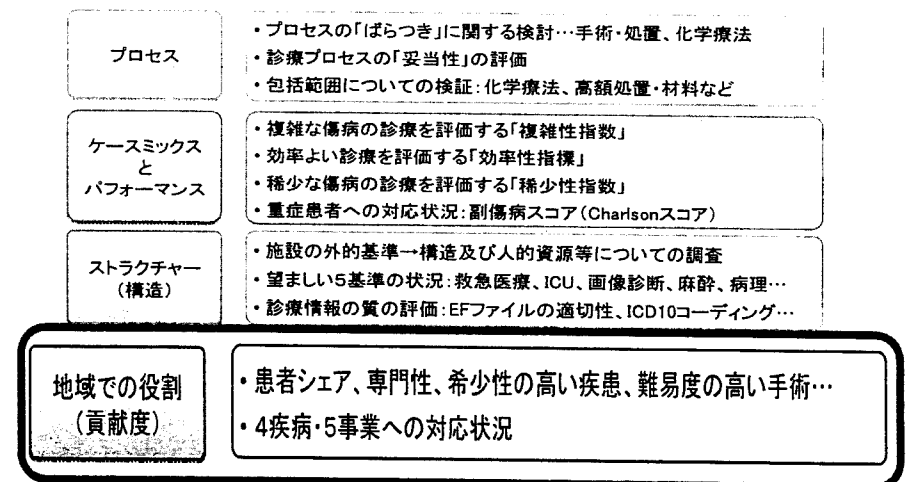 プロセス
・プロセスの「ばらつき」に関する検討…手術・処置、化学療法
・診療プロセスの「妥当性」の評価
・包括範囲についての検証：化学療法、高額処置・材料など
ケースミックス
と
パフォーマンス
・複雑な傷病の診療を評価する「複雑性指数」
・効率よい診療を評価する「効率性指標」
・稀少な傷病の診療を評価する「稀少性指数」
・重症患者への対応状況：副傷病スコア（Charlsonスコア）
ストラクチャー
（構造）
・施設の外的基準→構造及び人的資源等についての調査
・望ましい5基準の状況：救急医療、ICU、画像診断、麻酔、病理…
・診療情報の質の評価：EFファイルの適切性、ICD10コーディング…
地域での役割
（貢献度）
・患者シェア、専門性、希少性の高い疾患、難易度の高い手術…
・4疾病・5事業への対応状況